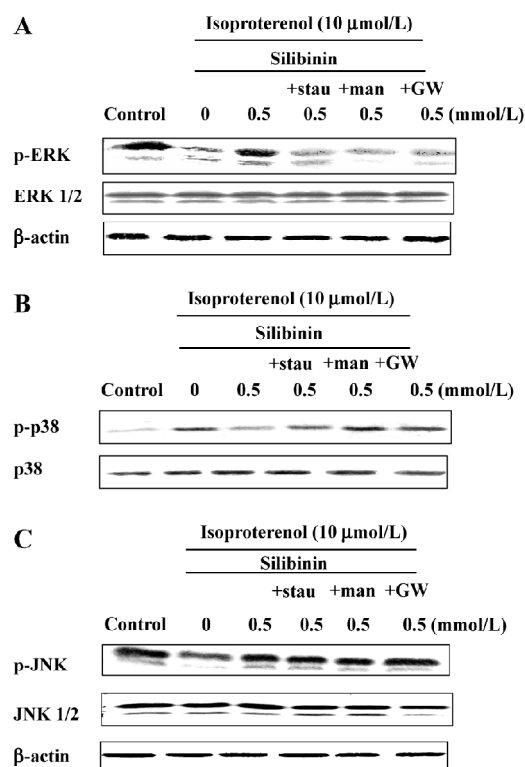 A
Isoproterenol (10 μmol/L)
Silibinin
+stau +man +GW
Control 0 0.5 0.5 0.5 0.5 (mmol/L)
p-ERK
ERK 1/2
β-actin
B
Isoproterenol (10 μmol/L)
Silibinin
+stau +man +GW
Control 0 0.5 0.5 0.5 0.5 (mmol/L)
p-p38
p38
C
Isoproterenol (10 μmol/L)
Silibinin
+stau +man +GW
Control 0 0.5 0.5 0.5 0.5 (mmol/L)
p-JNK
JNK 1/2
β-actin